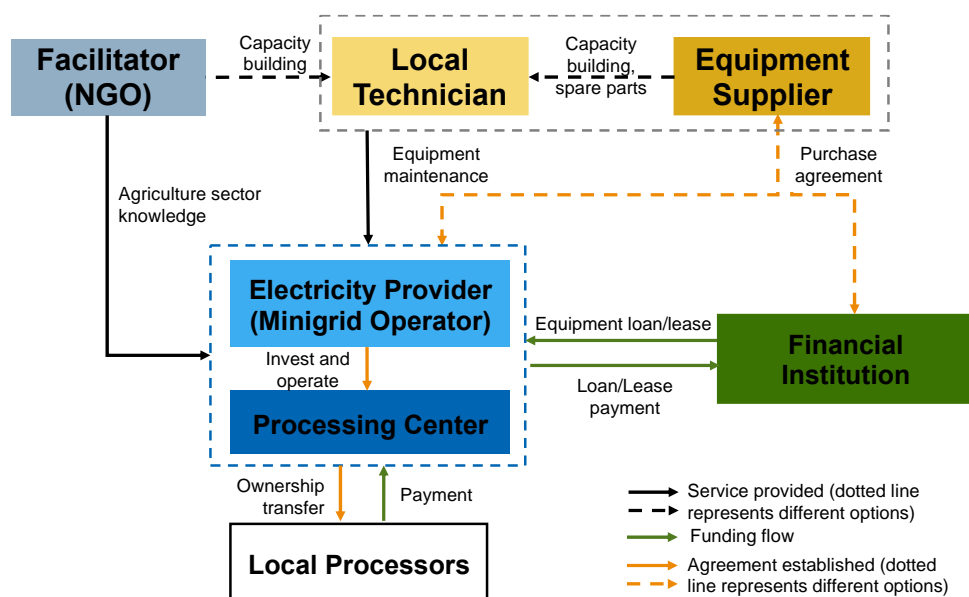 Facilitator
(NGO)
Capacity
building
Local
Technician
Capacity
building,
spare parts
Equipment
Supplier
Agriculture sector
knowledge
Equipment
maintenance
Purchase
agreement
Electricity Provider
(Minigrid Operator)
Invest and
operate
Processing Center
Equipment loan/lease
Loan/Lease
payment
Financial
Institution
Ownership
transfer
Payment
Local Processors
Service provided (dotted line
represents different options)
Funding flow
Agreement established (dotted
line represents different options)